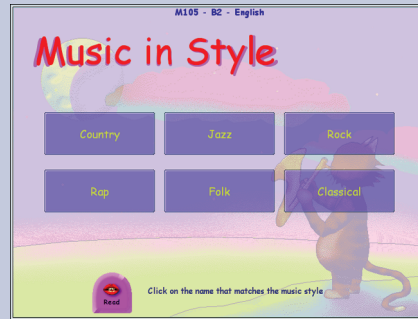 M105 - B2 - English
Music in Style
Country Jazz Rock
Rap Folk Classical
Read
Click on the name that matches the music style